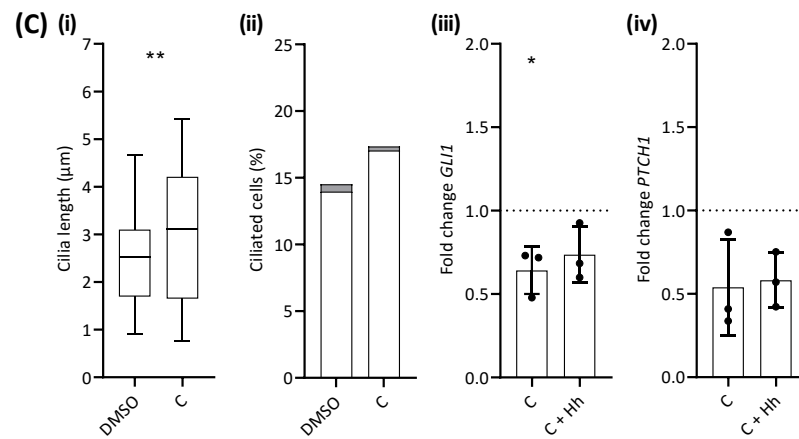 (C) (i) (ii) (iii) (iv)
Cilia length (µm)
7
6
5
4
3
2
1
0
**
DMSO
C
Ciliated cells (%)
25
20
15
10
5
0
DMSO
C
Fold change GLI1
2.0
1.5
1.0
0.5
0.0
*
C
C + Hh
Fold change PTCH1
2.0
1.5
1.0
0.5
0.0
C
C + Hh